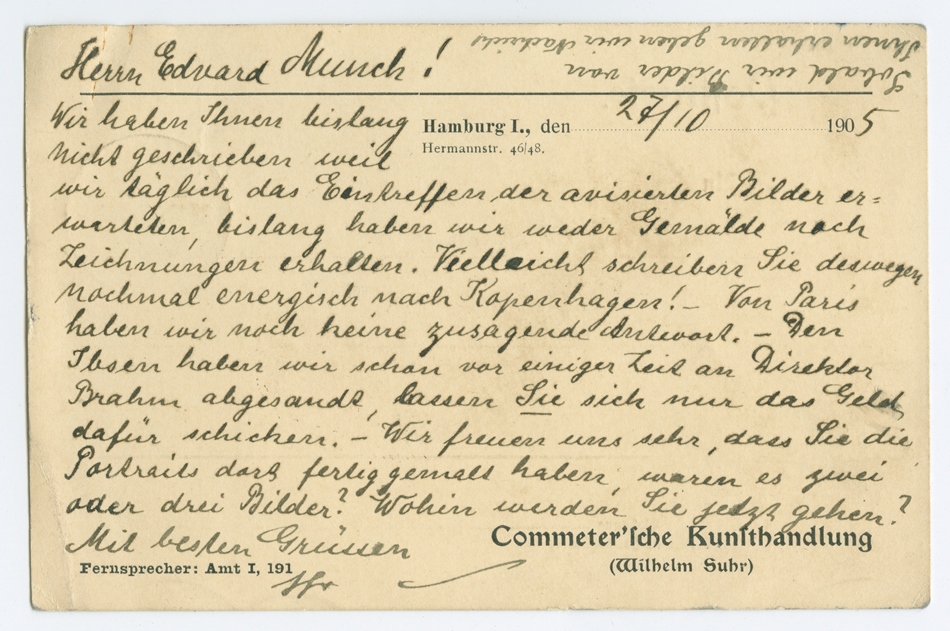 Herrn Edvard Munch!
Sobald wir Bilder von
Ihnen erhalten geben wir Nachricht
Wir haben Ihnen bislang
Hamburg I., den 27/10 1905
Hermannstr. 46/48.
nicht geschrieben weil
wir täglich das Eintreffen der avisierten Bilder er=
warteten, bislang haben wir weder Gemälde noch
Zeichnungen erhalten. Vielleicht schreiben Sie deswegen
nochmal energisch nach Kopenhagen! – Von Paris
haben wir noch keine zusagende Antwort. – Den
Ibsen haben wir schon vor einiger Zeit an Direktor
Brahm abgesandt, lassen Sie sich nur das Geld
dafür schicken. – Wir freuen uns sehr, dass Sie die
Portraits dort fertig gemalt haben, waren es zwei
oder drei Bilder? Wohin werden Sie jetzt gehen?
Mit besten Grüssen
Commeter'sche Kunsthandlung
(Wilhelm Suhr)
Fernsprecher: Amt I, 191
Ihr